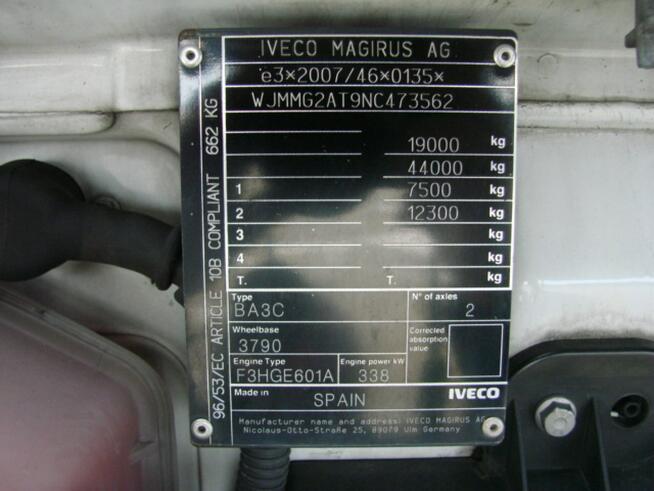 IVECO MAGIRUS AG
e3×2007/46×0135×
WJMMG2AT9NC473562
19000 kg
44000 kg
1 7500 kg
2 12300 kg
3 kg
4 kg
T. T. kg
Type
BA3C
N° of axles
2
Wheelbase
3790
Corrected absorption value
Engine Type
F3HGE601A
Engine power kW
338
Made in
SPAIN
IVECO
Manufacturer name and address: IVECO MAGIRUS AG
Nicolaus-Otto-Straße 25, 89079 Ulm Germany
96/53/EC ARTICLE 10B COMPLIANT 662 KG